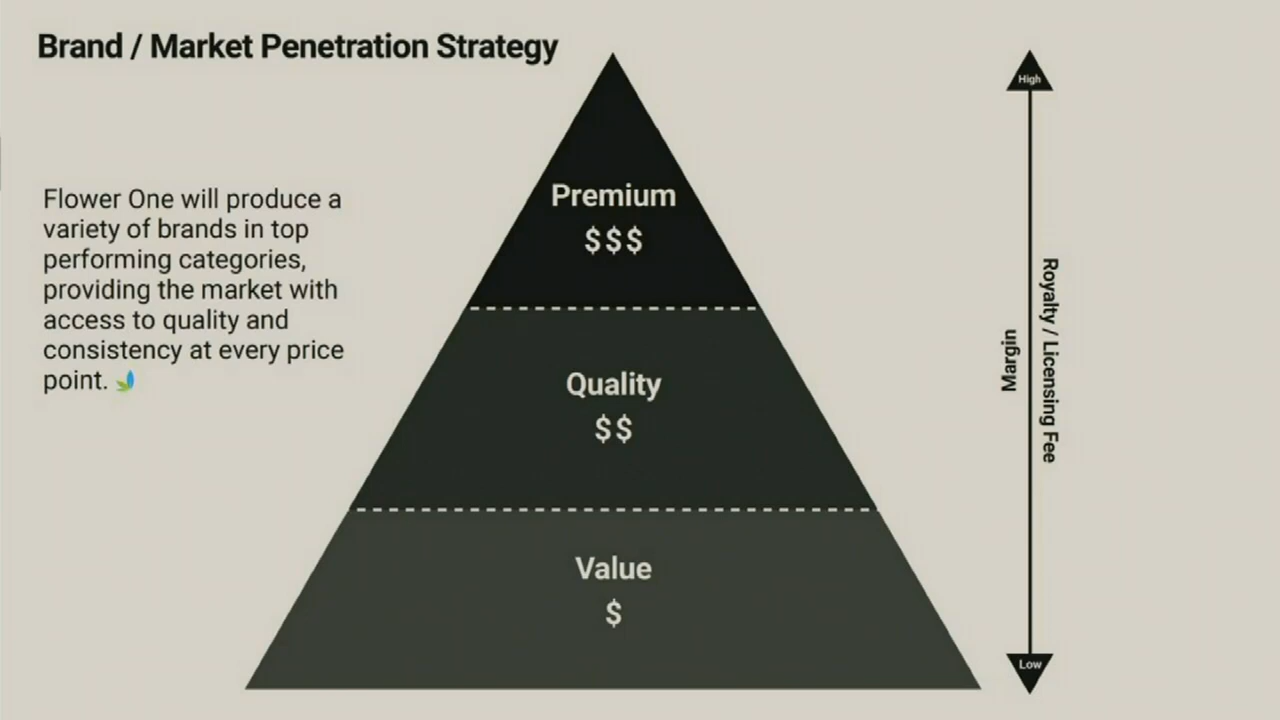 Brand / Market Penetration Strategy
Flower One will produce a
variety of brands in top
performing categories,
providing the market with
access to quality and
consistency at every price
point.
Premium
$$$
Quality
$$
Value
$
High
Margin
Royalty / Licensing Fee
Low